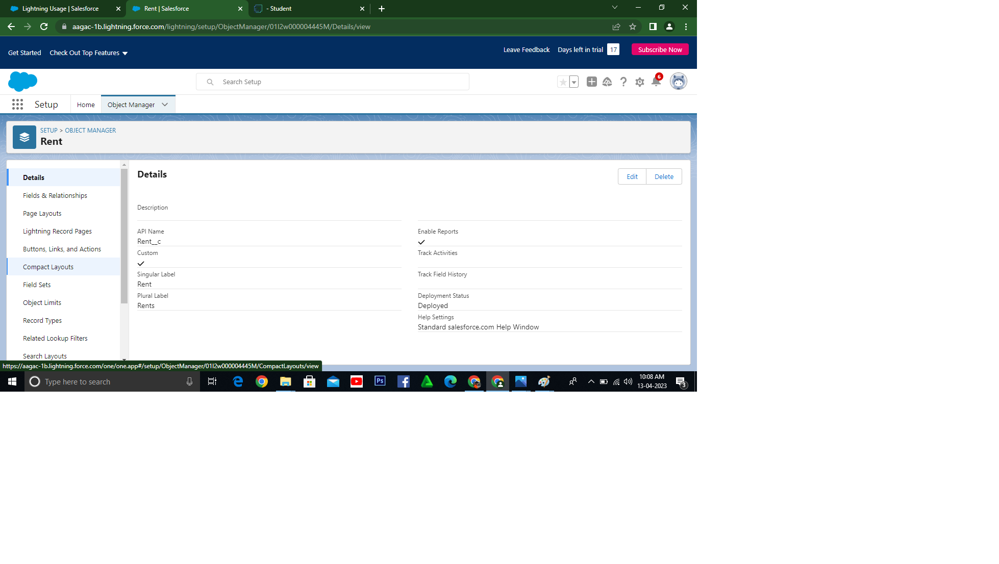 Lightning Usage | Salesforce
Rent | Salesforce
- Student
aagac-1b.lightning.force.com/lightning/setup/ObjectManager/01I2w000004445M/Details/view
Get Started
Check Out Top Features
Leave Feedback
Days left in trial
17
Subscribe Now
Search Setup
6
Setup
Home
Object Manager
SETUP > OBJECT MANAGER
Rent
Details
Fields & Relationships
Page Layouts
Lightning Record Pages
Buttons, Links, and Actions
Compact Layouts
Field Sets
Object Limits
Record Types
Related Lookup Filters
Search Layouts
Details
Edit
Delete
Description
API Name
Rent__c
Custom
Singular Label
Rent
Plural Label
Rents
Enable Reports
Track Activities
Track Field History
Deployment Status
Deployed
Help Settings
Standard salesforce.com Help Window
https://aagac-1b.lightning.force.com/one/one.app#/setup/ObjectManager/01I2w000004445M/CompactLayouts/view
Type here to search
Ps
10:08 AM
13-04-2023
3